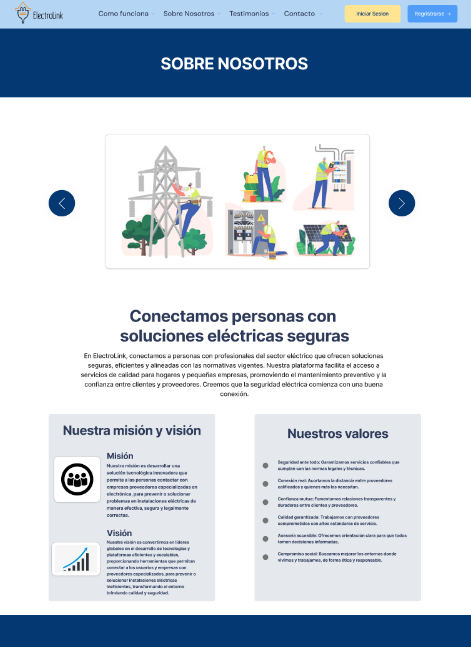 ElectroLink
Como funciona
Sobre Nosotros
Testimonios
Contacto
Iniciar Sesion
Registrarse →
SOBRE NOSOTROS
Conectamos personas con
soluciones eléctricas seguras
En ElectroLink, conectamos a personas con profesionales del sector eléctrico que ofrecen soluciones
seguras, eficientes y alineadas con las normativas vigentes. Nuestra plataforma facilita el acceso a
servicios de calidad para hogares y pequeñas empresas, promoviendo el mantenimiento preventivo y la
confianza entre clientes y proveedores. Creemos que la seguridad eléctrica comienza con una buena
conexión.
Nuestra misión y visión
Misión
Nuestra misión es desarrollar una
solución tecnológica innovadora que
permita a las personas contactar con
empresas proveedoras especializadas en
electrónica, para prevenir o solucionar
problemas en instalaciones eléctricas de
manera efectiva, segura y legalmente
correctas.
Visión
Nuestra visión es convertirnos en líderes
globales en el desarrollo de tecnologías y
plataformas eficientes y escalables,
proporcionando herramientas que permitan
conectar a los usuarios y empresas con
proveedores especializados, para prevenir o
solucionar instalaciones eléctricas
ineficientes, transformando el entorno
brindando calidad y seguridad.
Nuestros valores
Seguridad ante todo: Garantizamos servicios confiables que
cumplen con las normas legales y técnicas.
Conexión real: Acortamos la distancia entre proveedores
calificados o quienes más los necesitan.
Confianza mutua: Fomentamos relaciones transparentes y
duraderas entre clientes y proveedores.
Calidad garantizada: Trabajamos con proveedores
comprometidos con altos estándares de servicio.
Asesoría accesible: Ofrecemos orientación clara para que todos
tomen decisiones informadas.
Compromiso social: Buscamos mejorar los entornos donde
vivimos y trabajamos, de forma ética y responsable.